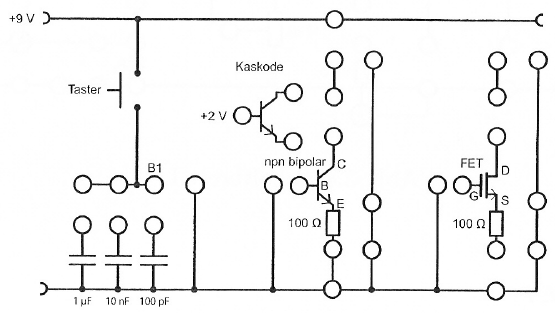 +9 V
Kaskode
Taster
+2 V
B1
npn bipolar
C
B
E
100 Ω
FET
D
G
S
100 Ω
1 µF
10 nF
100 pF